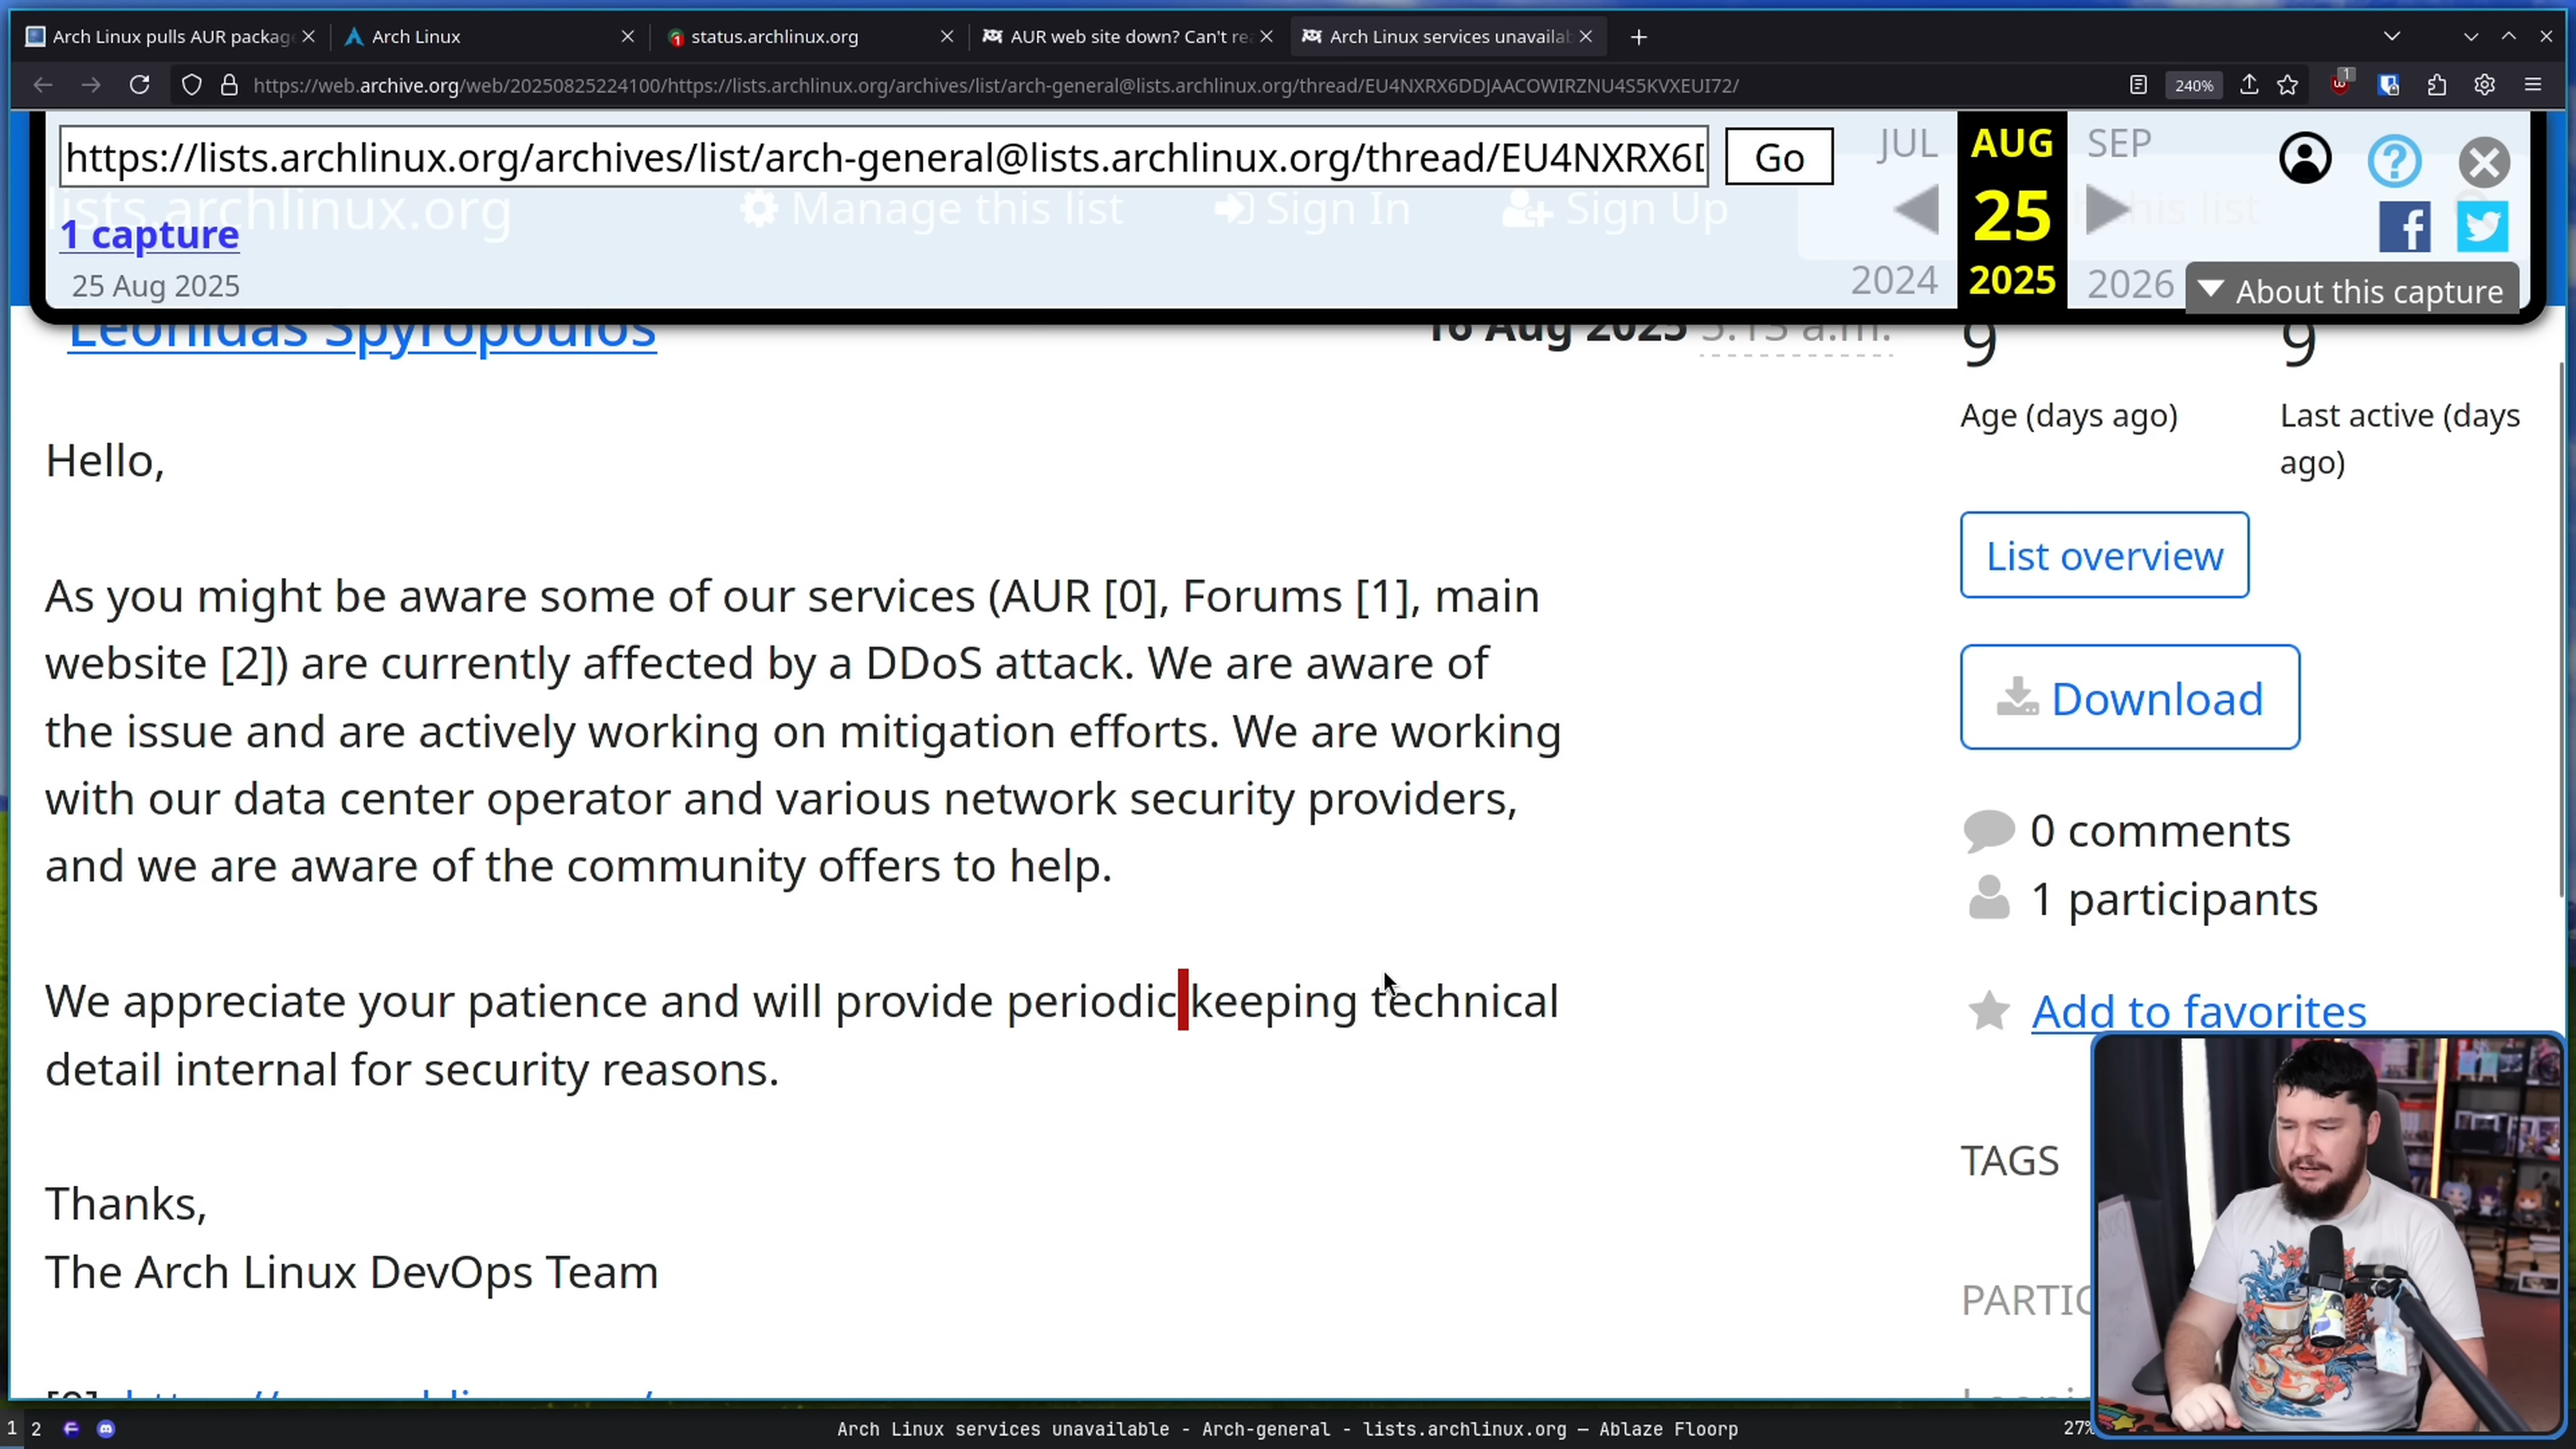 Arch Linux pulls AUR packag
Arch Linux
status.archlinux.org
AUR web site down? Can't re
Arch Linux services unavailab
https://web.archive.org/web/20250825224100/https://lists.archlinux.org/archives/list/arch-general@lists.archlinux.org/thread/EU4NXRX6DDJAACOWIRZNU4S5KVXEUI72/
240%
1
https://lists.archlinux.org/archives/list/arch-general@lists.archlinux.org/thread/EU4NXRX6D
Go
JUL
AUG
SEP
lists.archlinux.org
Manage this list
Sign In
Sign Up
this list
1 capture
25
25 Aug 2025
2024
2025
2026
About this capture
Leonidas Spyropoulos
16 Aug 2025 5:13 a.m.
9
9
Age (days ago)
Last active (days
ago)
Hello,
As you might be aware some of our services (AUR [0], Forums [1], main
website [2]) are currently affected by a DDoS attack. We are aware of
the issue and are actively working on mitigation efforts. We are working
with our data center operator and various network security providers,
and we are aware of the community offers to help.
We appreciate your patience and will provide periodic keeping technical
detail internal for security reasons.
Thanks,
The Arch Linux DevOps Team
List overview
Download
0 comments
1 participants
Add to favorites
TAGS
PARTIC
1 2
Arch Linux services unavailable - Arch-general - lists.archlinux.org — Ablaze Floorp
27%